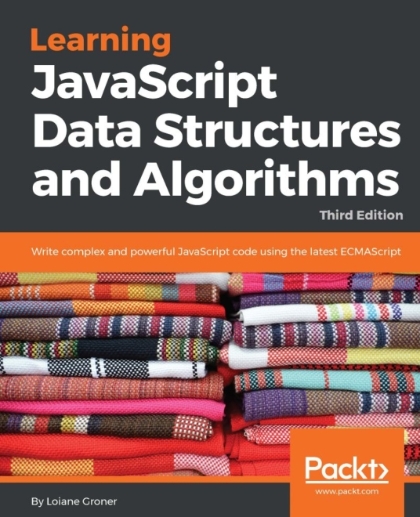 Learning
JavaScript
Data Structures
and Algorithms
Third Edition
Write complex and powerful JavaScript code using the latest ECMAScript
Packt>
www.packt.com
By Loiane Groner